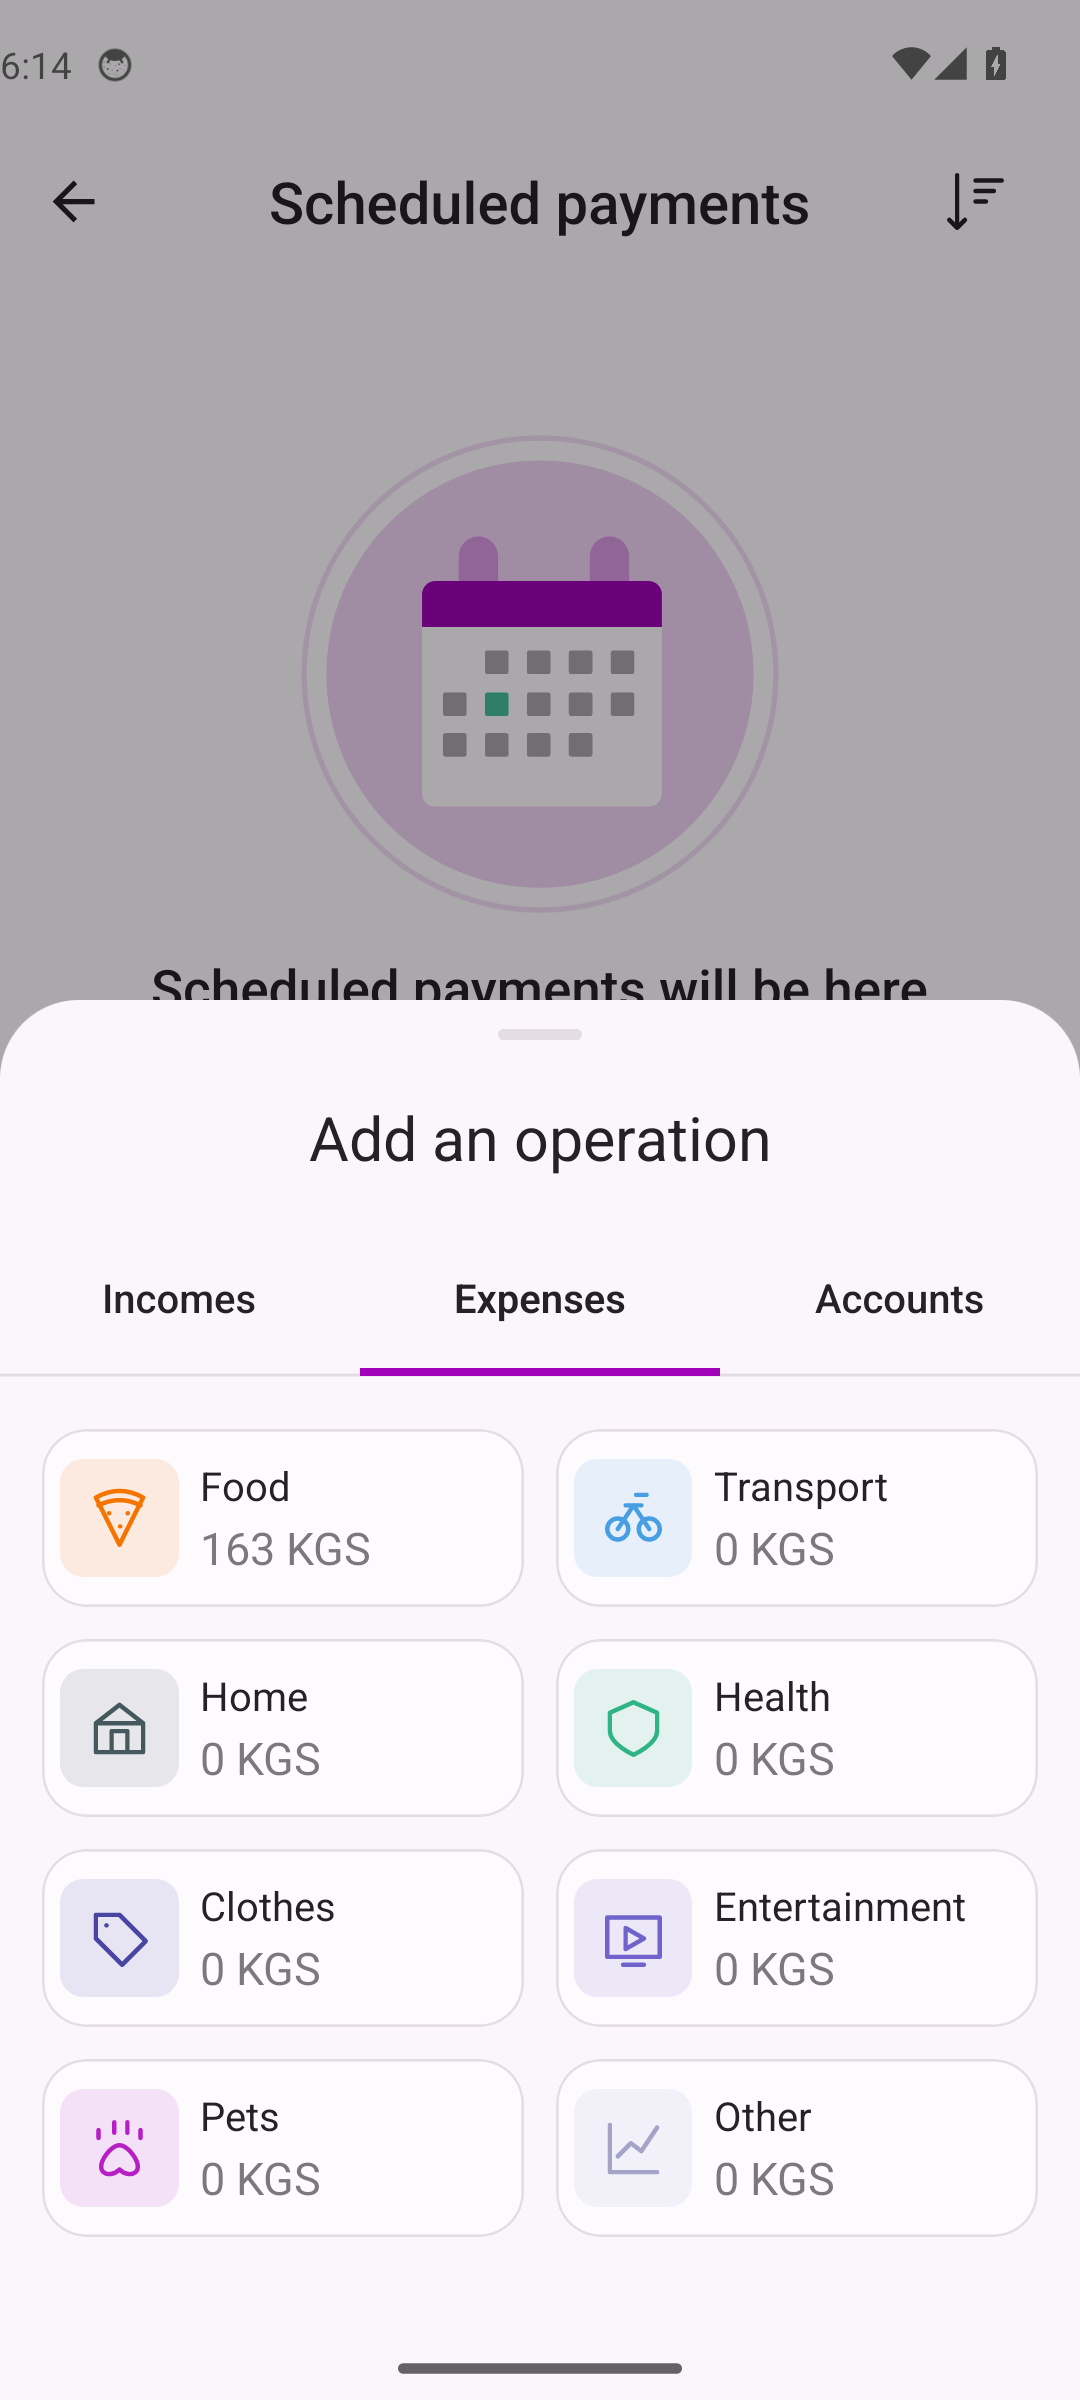 6:14
Scheduled payments
Scheduled payments will be here
Add an operation
Incomes
Expenses
Accounts
Food
163 KGS
Transport
0 KGS
Home
0 KGS
Health
0 KGS
Clothes
0 KGS
Entertainment
0 KGS
Pets
0 KGS
Other
0 KGS